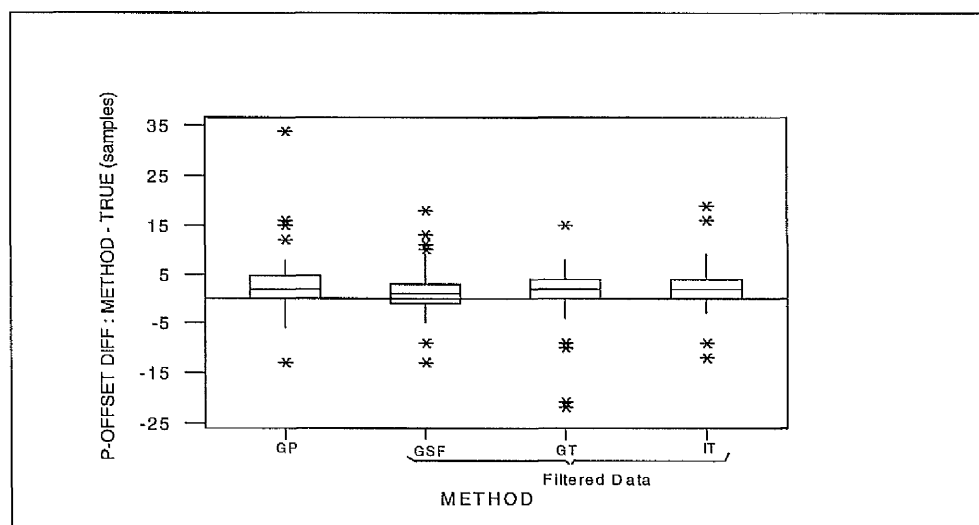 P-OFFSET DIFF : METHOD - TRUE (samples)
35
25
15
5
-5
-15
-25
GP
GSF
GT
IT
Filtered Data
METHOD